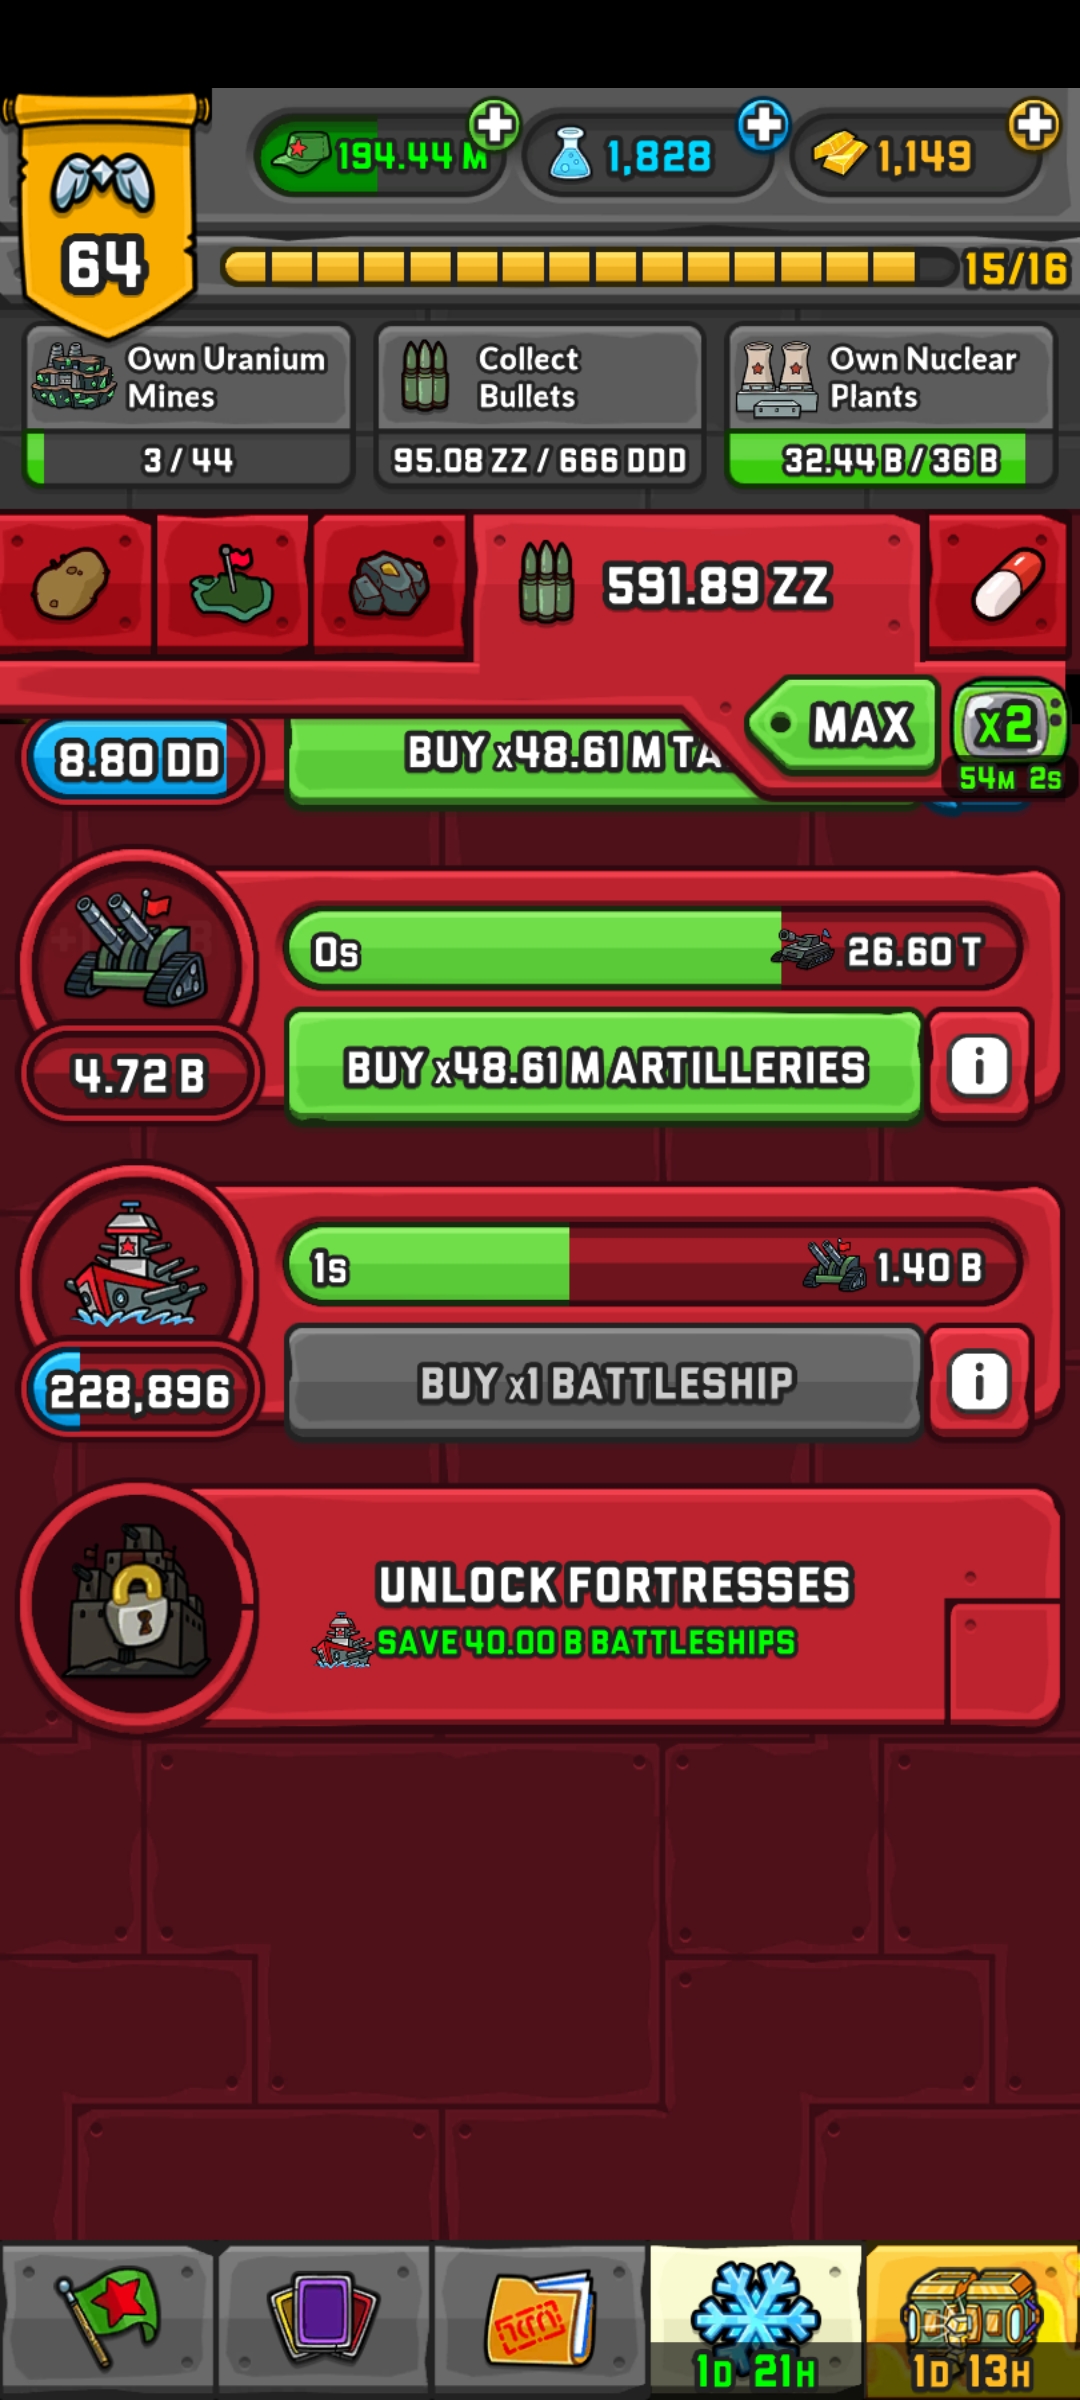 194.44 M
1,828
1,149
64
15/16
Own Uranium
Mines
3 / 44
Collect
Bullets
95.08 ZZ / 666 DDD
Own Nuclear
Plants
32.44 B / 36 B
591.89 ZZ
MAX
x2
54M 2S
8.80 DD
BUY x48.61 M TA
0s
26.60 T
4.72 B
BUY x48.61 M ARTILLERIES
i
1s
1.40 B
228,896
BUY x1 BATTLESHIP
i
UNLOCK FORTRESSES
SAVE 40.00 B BATTLESHIPS
1D 21H
1D 13H